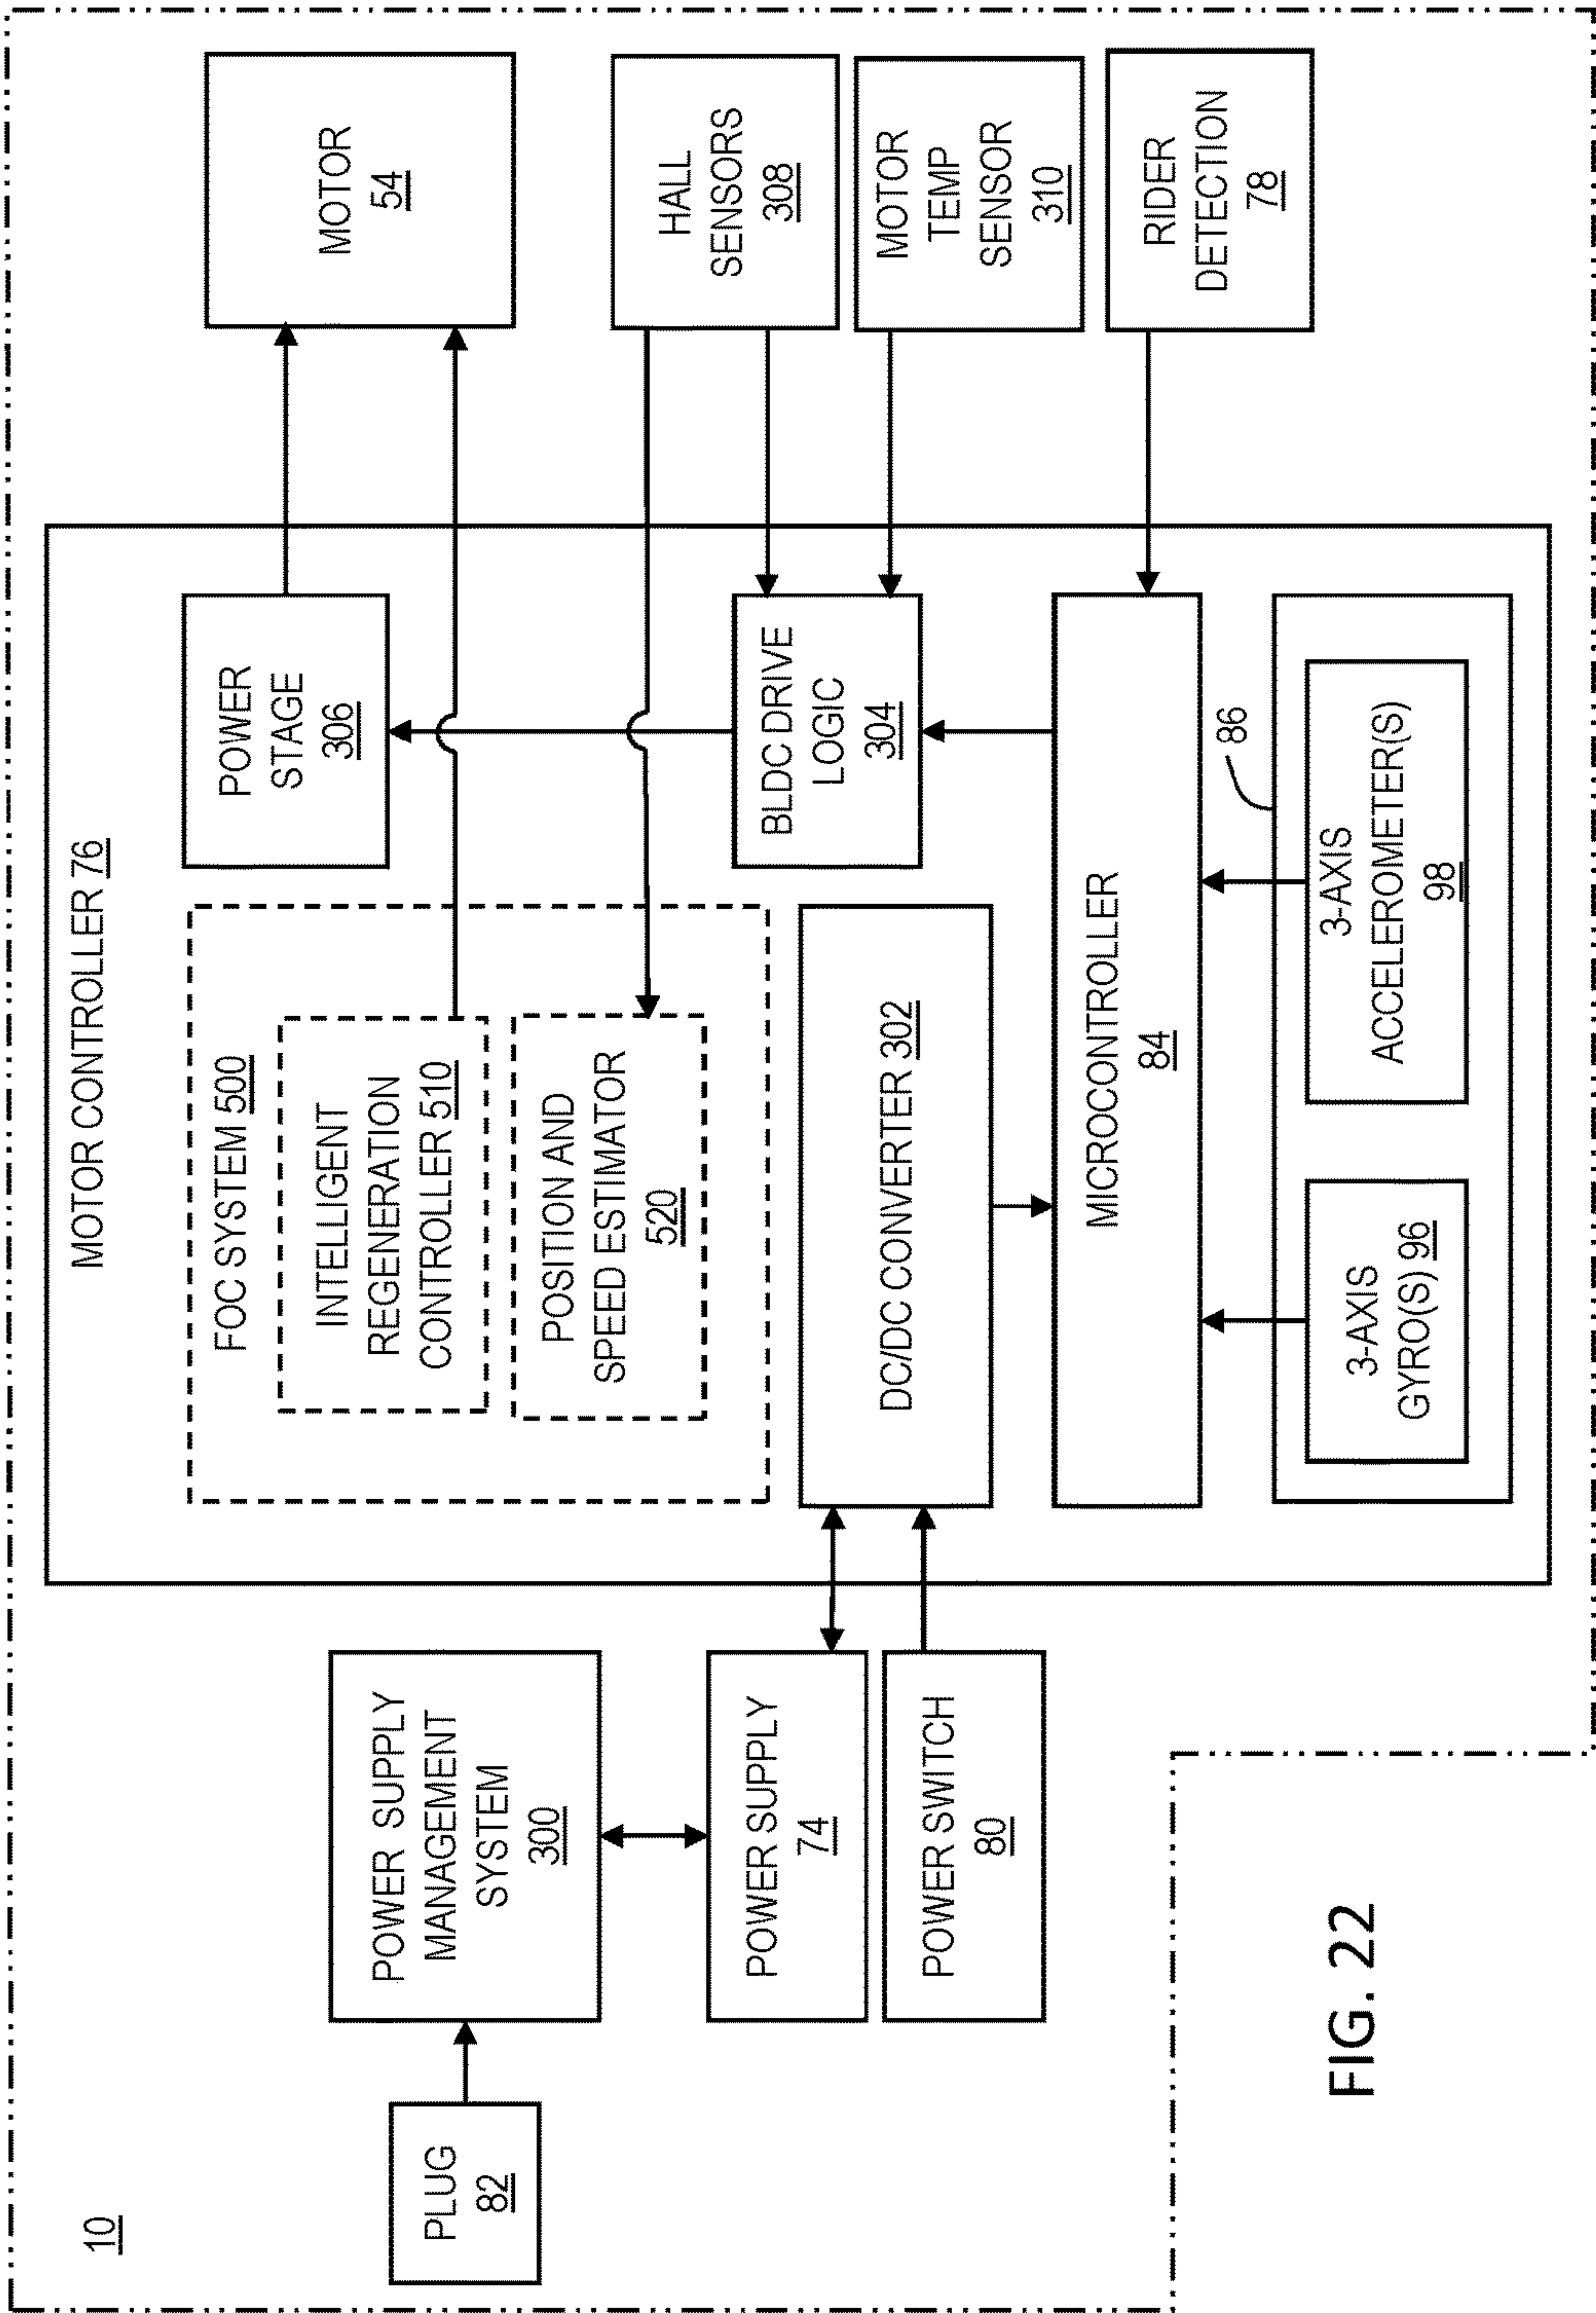 10
PLUG
82
POWER SUPPLY
MANAGEMENT
SYSTEM
300
POWER SUPPLY
74
POWER SWITCH
80
MOTOR CONTROLLER 76
FOC SYSTEM 500
INTELLIGENT
REGENERATION
CONTROLLER 510
POSITION AND
SPEED ESTIMATOR
520
POWER
STAGE
306
BLDC DRIVE
LOGIC
304
DC/DC CONVERTER 302
MICROCONTROLLER
84
86
3-AXIS
GYRO(S) 96
3-AXIS
ACCELEROMETER(S)
98
MOTOR
54
HALL
SENSORS
308
MOTOR
TEMP
SENSOR
310
RIDER
DETECTION
78
FIG. 22